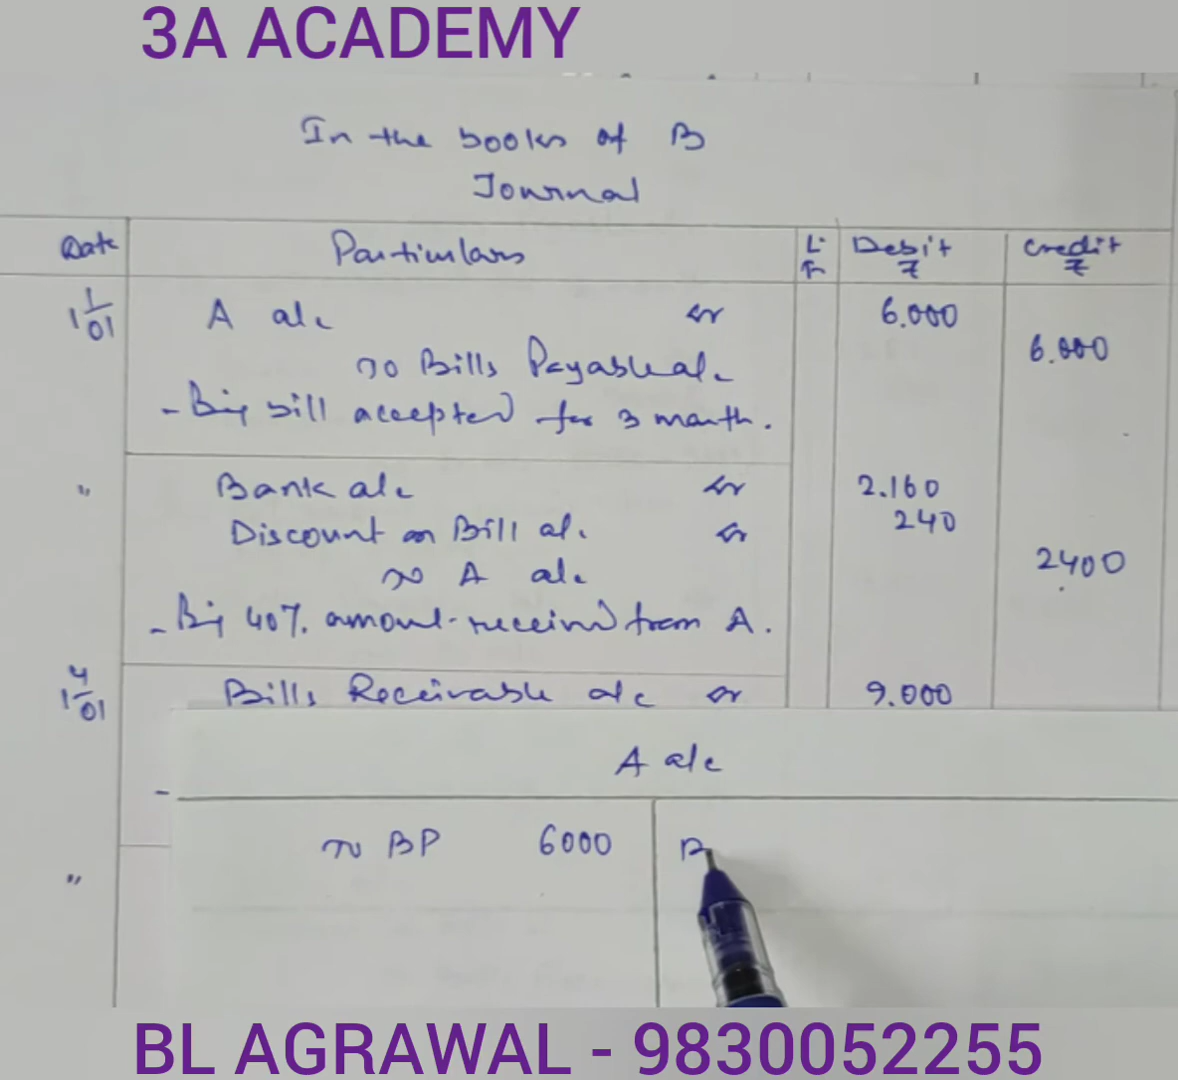 3A ACADEMY
In the books of B
Journal
Date Particulars L.F Debit ₹ Credit ₹
1/1/01 A a/c Dr 6.000
To Bills Payable a/c 6.000
- Big bill accepted for 3 month.
" Bank a/c Dr 2.160
Discount on Bill a/c Dr 240
To A a/c 2400
- Big 40% amount received from A.
1/4/01 Bills Receivable a/c Dr 9.000
A a/c
To BP 6000 B
"
BL AGRAWAL - 9830052255